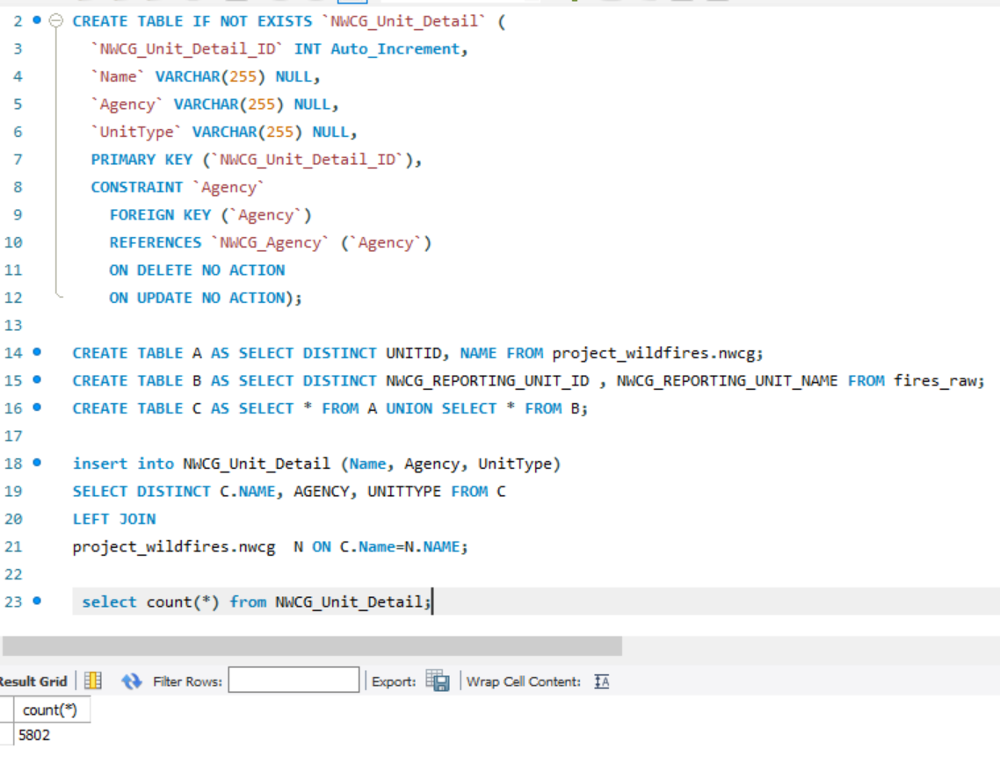 2 CREATE TABLE IF NOT EXISTS `NWCG_Unit_Detail` (
3 `NWCG_Unit_Detail_ID` INT Auto_Increment,
4 `Name` VARCHAR(255) NULL,
5 `Agency` VARCHAR(255) NULL,
6 `UnitType` VARCHAR(255) NULL,
7 PRIMARY KEY (`NWCG_Unit_Detail_ID`),
8 CONSTRAINT `Agency`
9 FOREIGN KEY (`Agency`)
10 REFERENCES `NWCG_Agency` (`Agency`)
11 ON DELETE NO ACTION
12 ON UPDATE NO ACTION);
13
14 CREATE TABLE A AS SELECT DISTINCT UNITID, NAME FROM project_wildfires.nwcg;
15 CREATE TABLE B AS SELECT DISTINCT NWCG_REPORTING_UNIT_ID , NWCG_REPORTING_UNIT_NAME FROM fires_raw;
16 CREATE TABLE C AS SELECT * FROM A UNION SELECT * FROM B;
17
18 insert into NWCG_Unit_Detail (Name, Agency, UnitType)
19 SELECT DISTINCT C.NAME, AGENCY, UNITTYPE FROM C
20 LEFT JOIN
21 project_wildfires.nwcg  N ON C.Name=N.NAME;
22
23 select count(*) from NWCG_Unit_Detail;
Result Grid Filter Rows: Export: Wrap Cell Content: IA
count(*)
5802